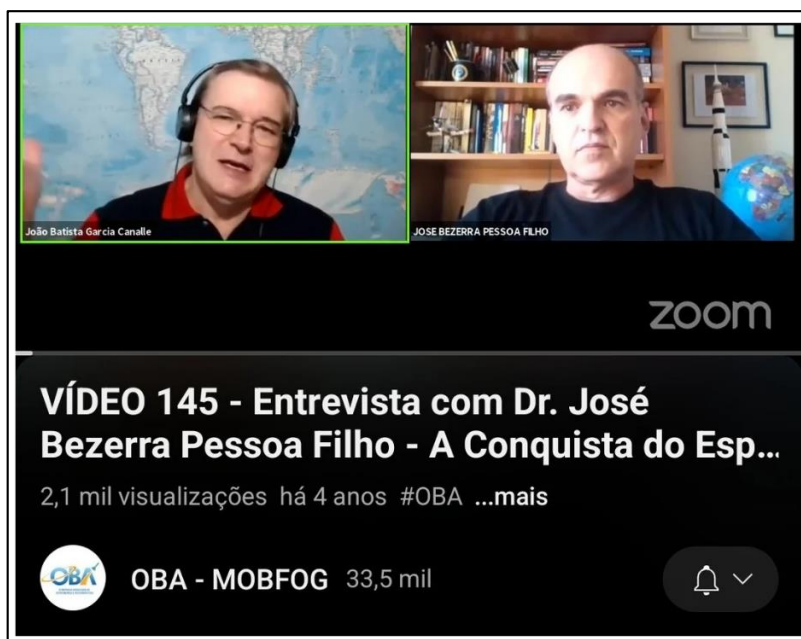 João Batista Garcia Canalle
JOSE BEZERRA PESSOA FILHO
zoom
VÍDEO 145 - Entrevista com Dr. José
Bezerra Pessoa Filho - A Conquista do Esp...
2,1 mil visualizações há 4 anos #OBA ...mais
OBA
OBA - MOBFOG 33,5 mil